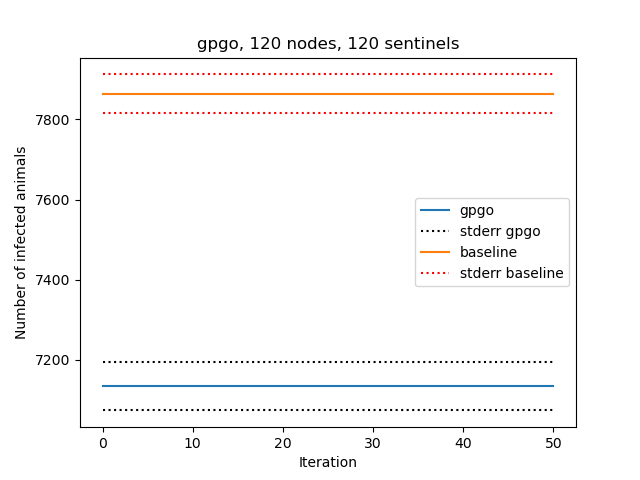 gpgo, 120 nodes, 120 sentinels
Number of infected animals
7800
7600
7400
7200
gpgo
stderr gpgo
baseline
stderr baseline
0 10 20 30 40 50
Iteration